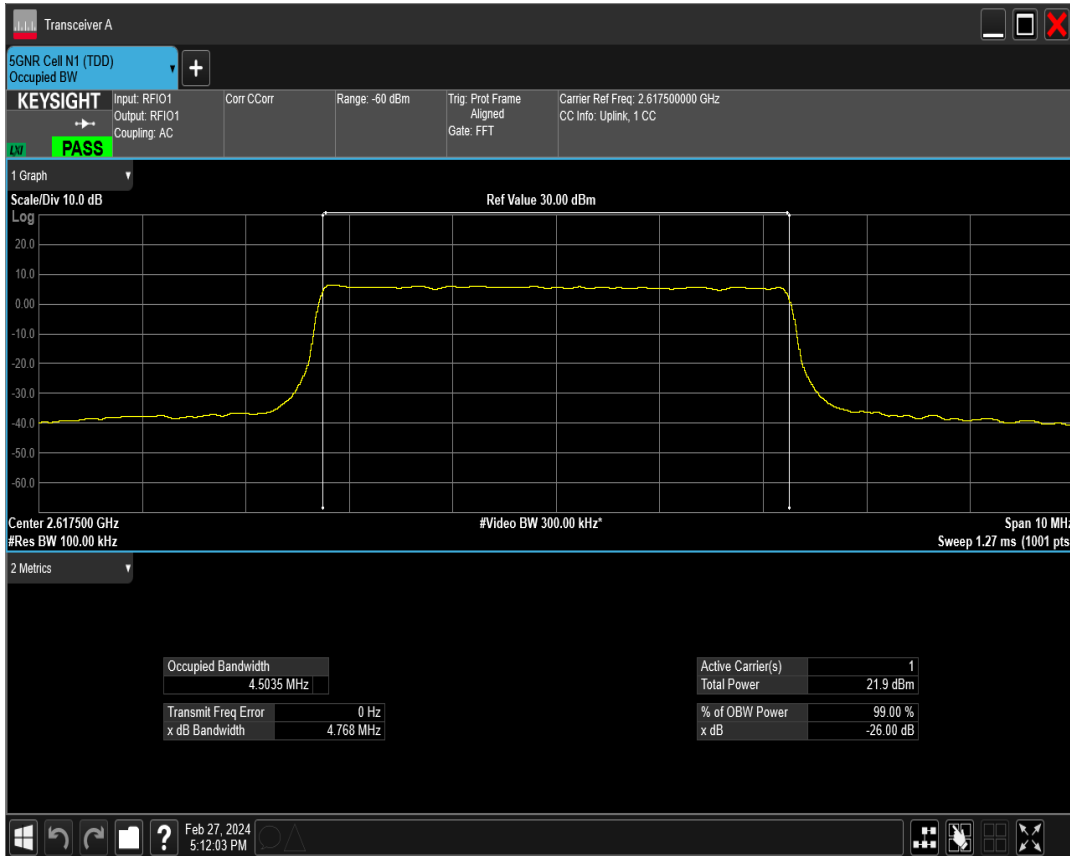 Transceiver A
5GNR Cell N1 (TDD)
Occupied BW
+
KEYSIGHT
LXI
PASS
Input: RFIO1
Output: RFIO1
Coupling: AC
Corr CCorr
Range: -60 dBm
Trig: Prot Frame
Aligned
Gate: FFT
Carrier Ref Freq: 2.617500000 GHz
CC Info: Uplink, 1 CC
1 Graph
Scale/Div 10.0 dB
Ref Value 30.00 dBm
Log
20.0
10.0
0.00
-10.0
-20.0
-30.0
-40.0
-50.0
-60.0
Center 2.617500 GHz
#Video BW 300.00 kHz*
Span 10 MHz
#Res BW 100.00 kHz
Sweep 1.27 ms (1001 pts
2 Metrics
Occupied Bandwidth
4.5035 MHz
Transmit Freq Error 0 Hz
x dB Bandwidth 4.768 MHz
Active Carrier(s) 1
Total Power 21.9 dBm
% of OBW Power 99.00 %
x dB -26.00 dB
?
Feb 27, 2024
5:12:03 PM